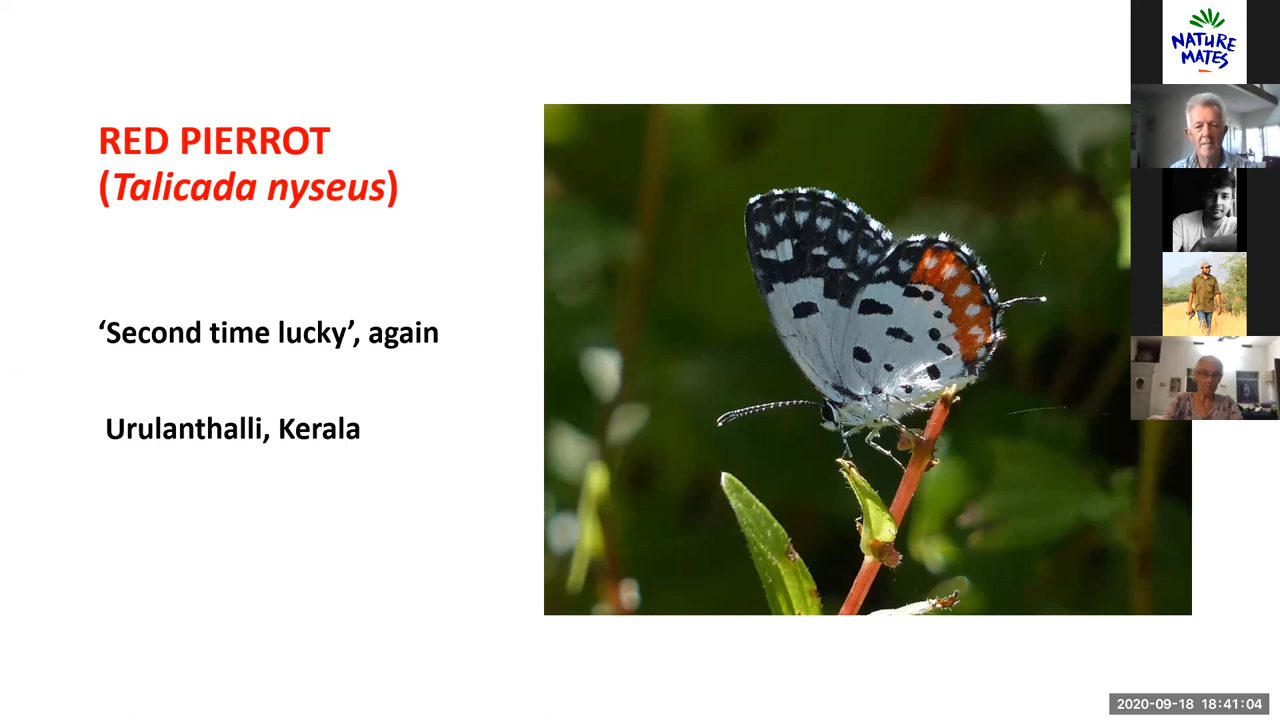 RED PIERROT
(Talicada nyseus)
‘Second time lucky’, again
Urulanthalli, Kerala
NATURE
MATES
2020-09-18 18:41:04